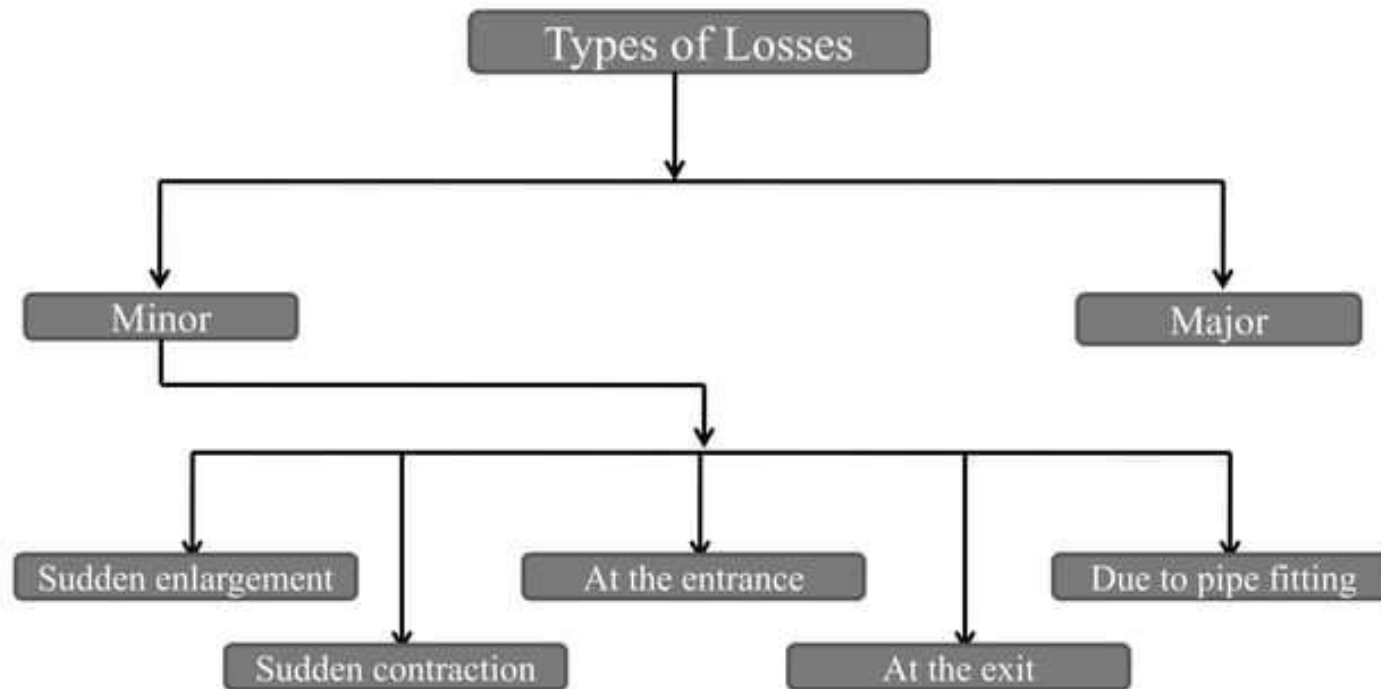 Types of Losses
Minor
Major
Sudden enlargement
At the entrance
Due to pipe fitting
Sudden contraction
At the exit